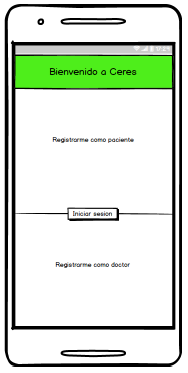 Bienvenido a Ceres
Registrarme como paciente
Iniciar sesion
Registrarme como doctor